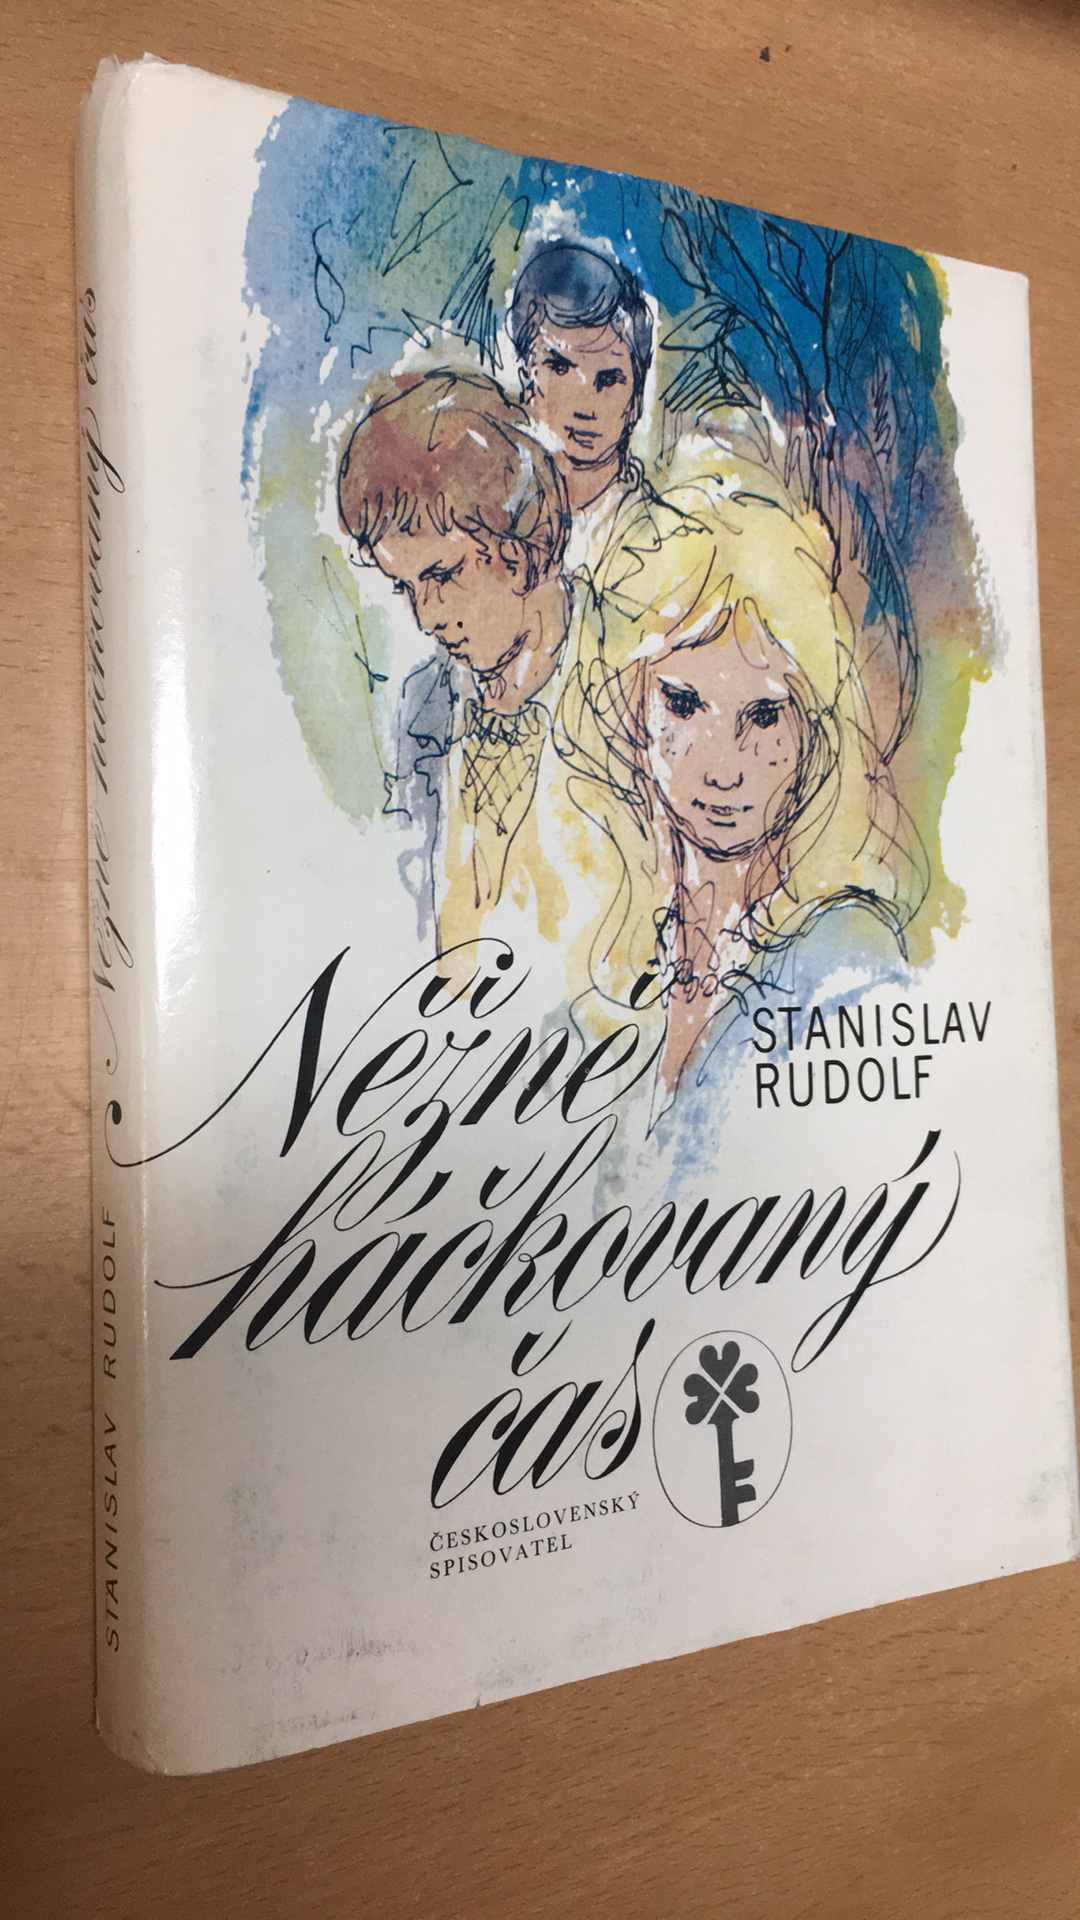 Něžně
háčkovaný
čas
STANISLAV
RUDOLF
ČESKOSLOVENSKÝ
SPISOVATEL
STANISLAV RUDOLF Něžně háčkovaný čas